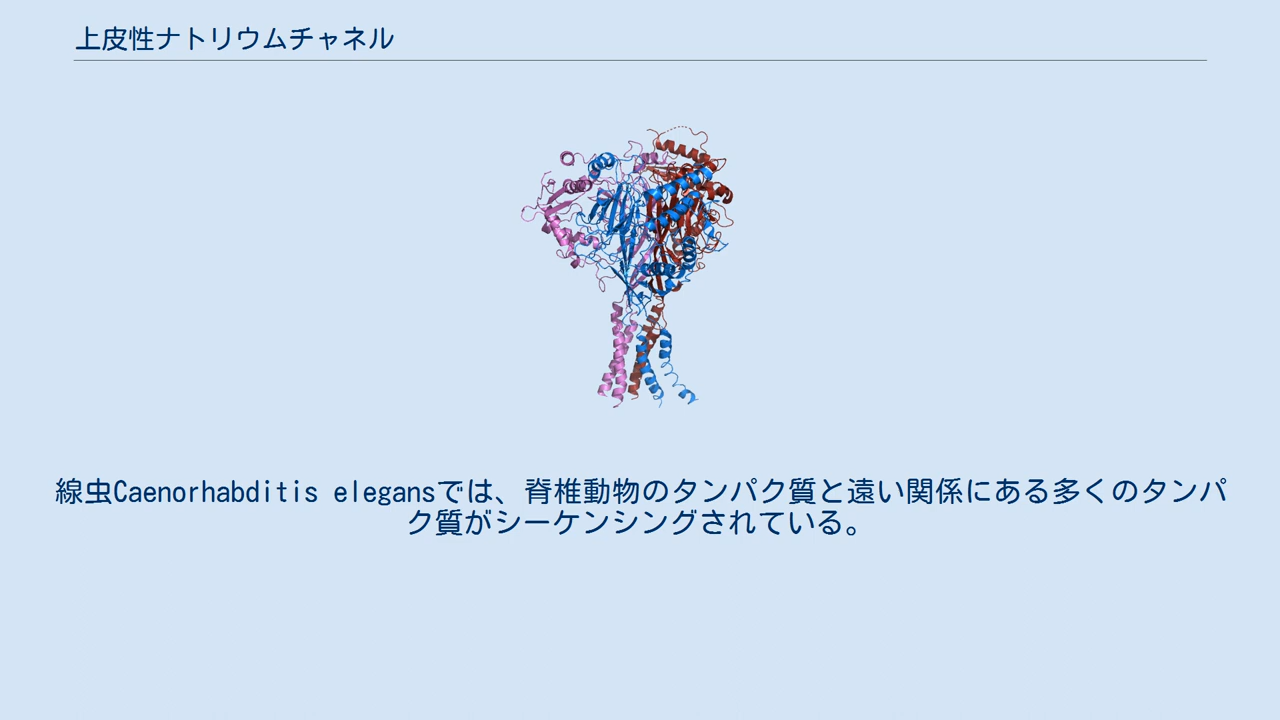 上皮性ナトリウムチャネル
線虫Caenorhabditis elegansでは、脊椎動物のタンパク質と遠い関係にある多くのタンパ
ク質がシーケンシングされている。